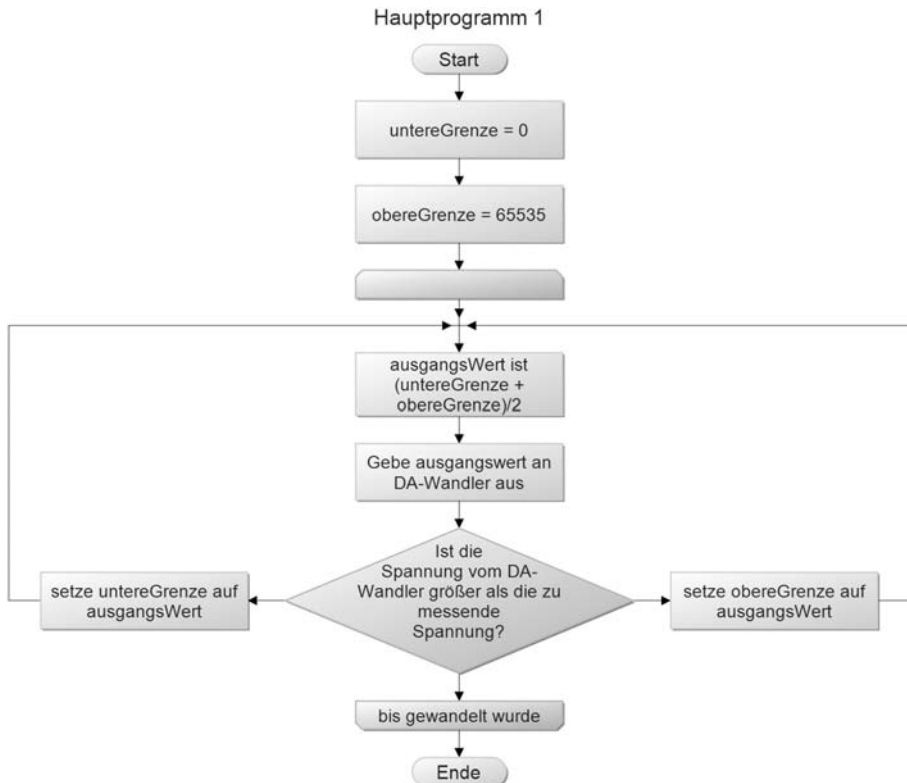 Hauptprogramm 1
Start
untereGrenze = 0
obereGrenze = 65535
ausgangsWert ist
(untereGrenze +
obereGrenze)/2
Gebe ausgangswert an
DA-Wandler aus
Ist die
Spannung vom DA-
Wandler größer als die zu
messende
Spannung?
setze untereGrenze auf
ausgangsWert
setze obereGrenze auf
ausgangsWert
bis gewandelt wurde
Ende